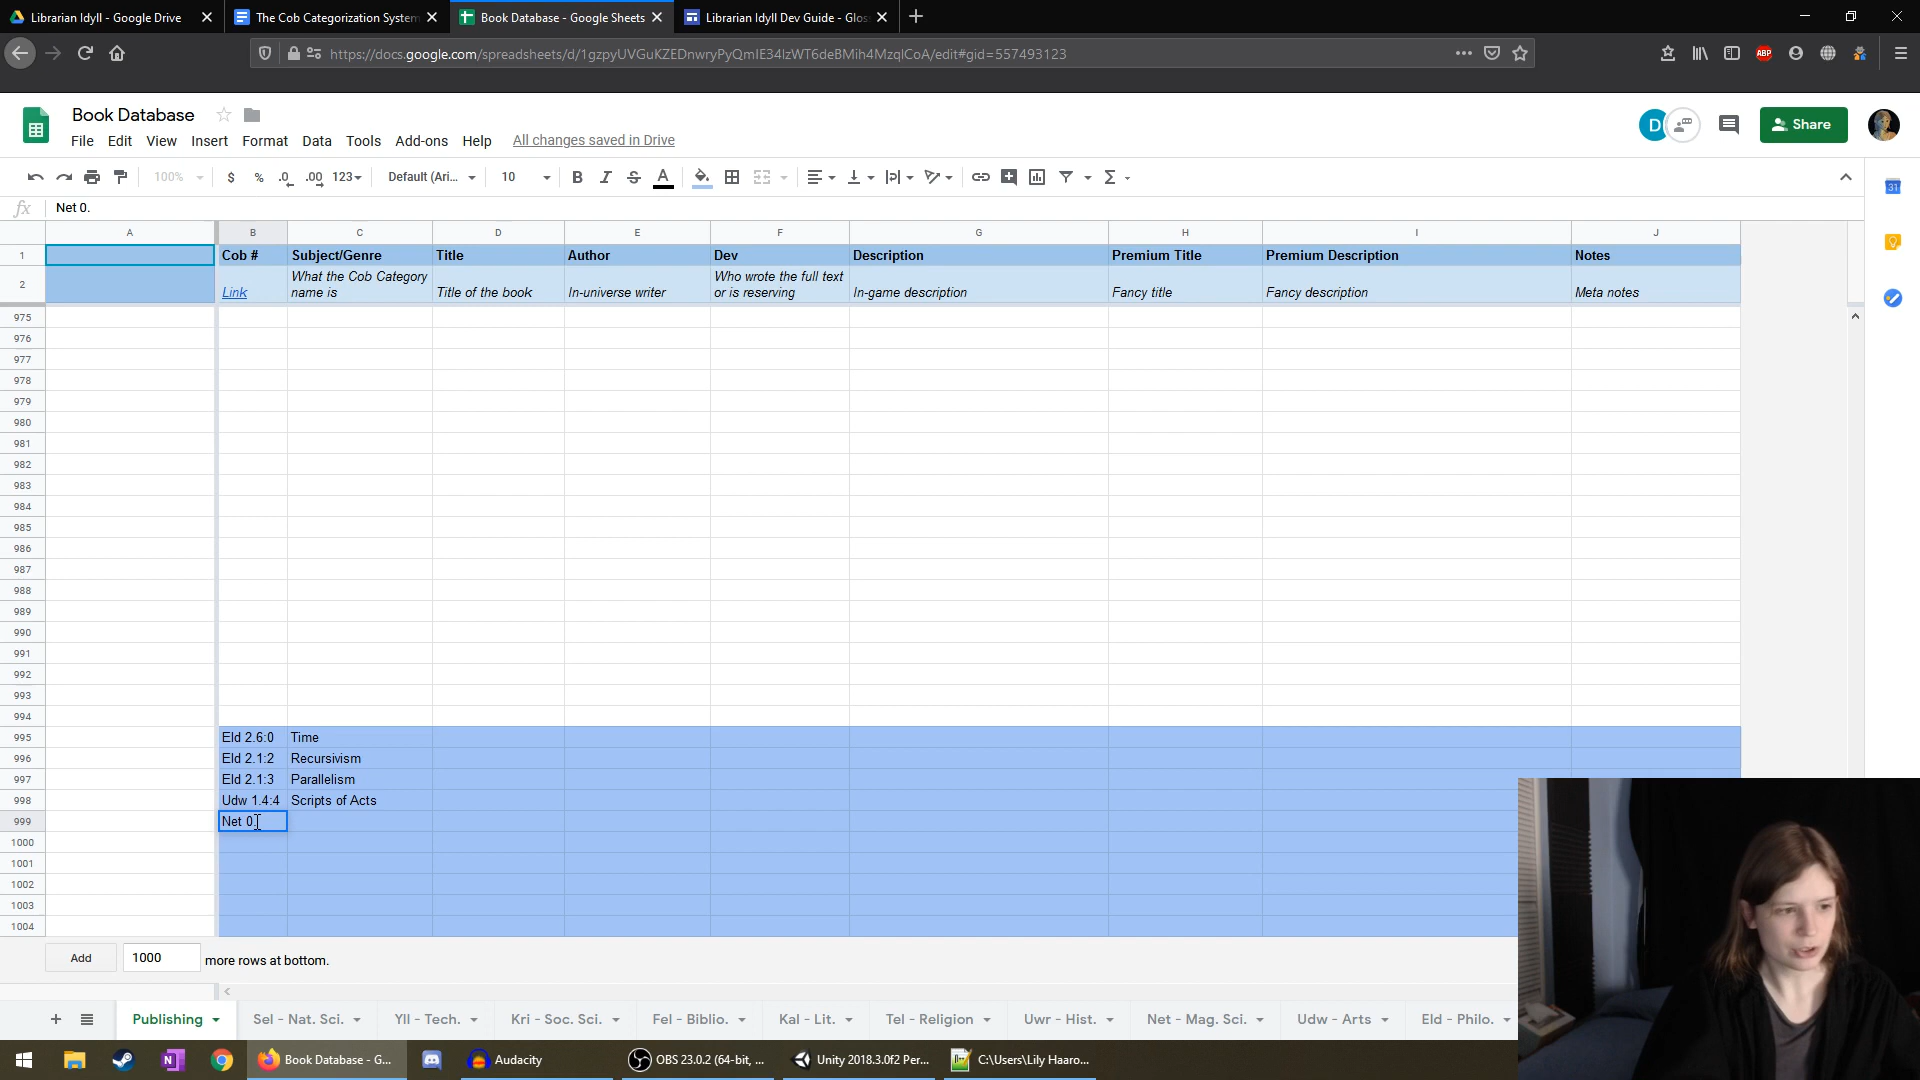 Librarian Idyll - Google Drive
The Cob Categorization System
Book Database - Google Sheets
Librarian Idyll Dev Guide - Glos
https://docs.google.com/spreadsheets/d/1gzpyUVGuKZEDnwryPyQmIE34lzWT6deBMih4MzqlCoA/edit#gid=557493123
ABP
Book Database
D
Share
File Edit View Insert Format Data Tools Add-ons Help All changes saved in Drive
100% $ % .0 .00 123 Default (Ari... 10 B I S A Σ
31
fx Net 0.
A B C D E F G H I J
1 Cob # Subject/Genre Title Author Dev Description Premium Title Premium Description Notes
What the Cob Category Who wrote the full text
2 Link name is Title of the book In-universe writer or is reserving In-game description Fancy title Fancy description Meta notes
975
976
977
978
979
980
981
982
983
984
985
986
987
988
989
990
991
992
993
994
995 Eld 2.6:0 Time
996 Eld 2.1:2 Recursivism
997 Eld 2.1:3 Parallelism
998 Udw 1.4:4 Scripts of Acts
999 Net 0.
1000
1001
1002
1003
1004
Add 1000 more rows at bottom.
Publishing Sel - Nat. Sci. Yll - Tech. Kri - Soc. Sci. Fel - Biblio. Kal - Lit. Tel - Religion Uwr - Hist. Net - Mag. Sci. Udw - Arts Eld - Philo.
N Book Database - G... Audacity OBS 23.0.2 (64-bit, ... Unity 2018.3.0f2 Per... C:\Users\Lily Haaro...